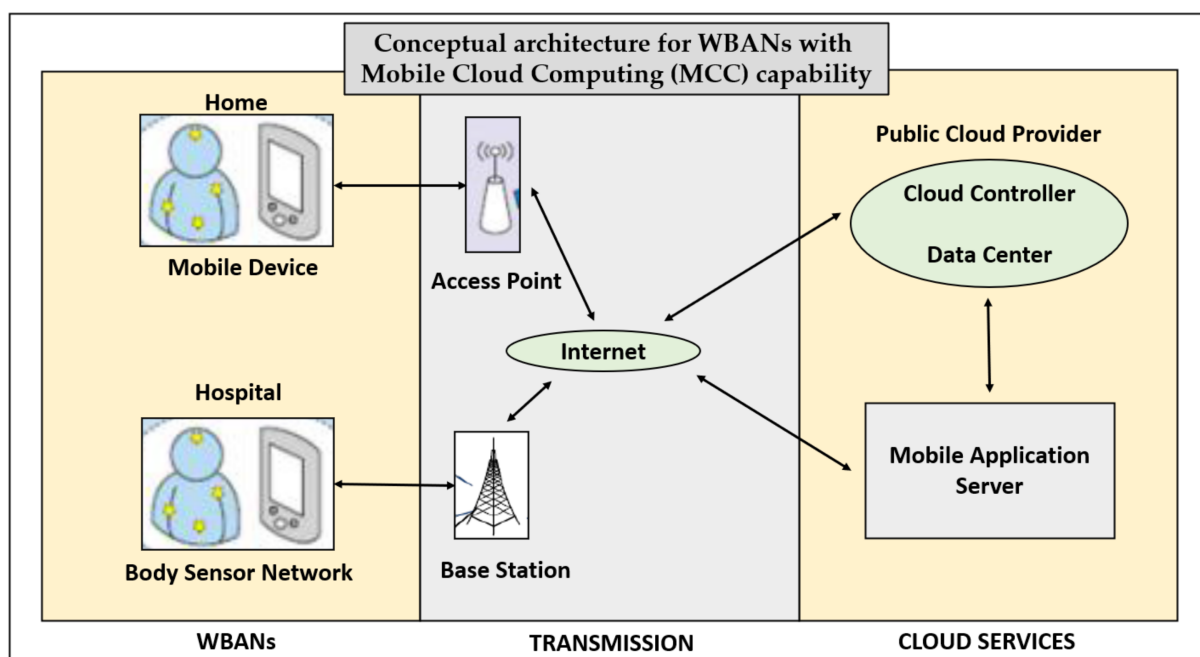 Conceptual architecture for WBANs with
Mobile Cloud Computing (MCC) capability
Home
Mobile Device
Hospital
Body Sensor Network
WBANs
Access Point
Internet
Base Station
TRANSMISSION
Public Cloud Provider
Cloud Controller
Data Center
Mobile Application
Server
CLOUD SERVICES